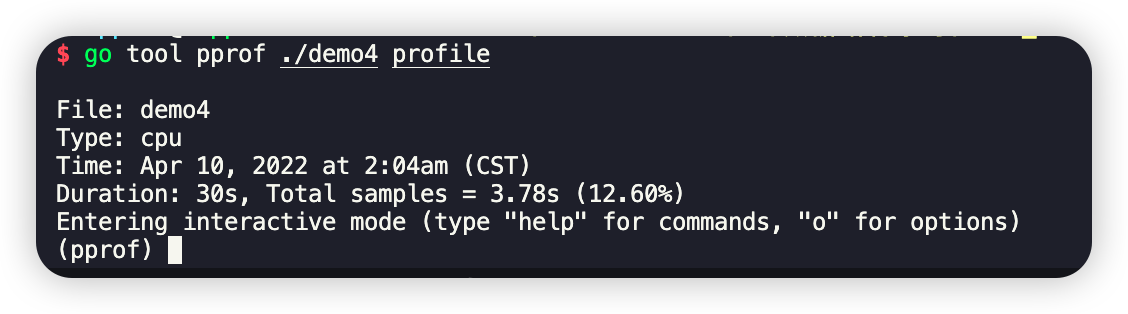 $ go tool pprof ./demo4 profile
File: demo4
Type: cpu
Time: Apr 10, 2022 at 2:04am (CST)
Duration: 30s, Total samples = 3.78s (12.60%)
Entering interactive mode (type "help" for commands, "o" for options)
(pprof)